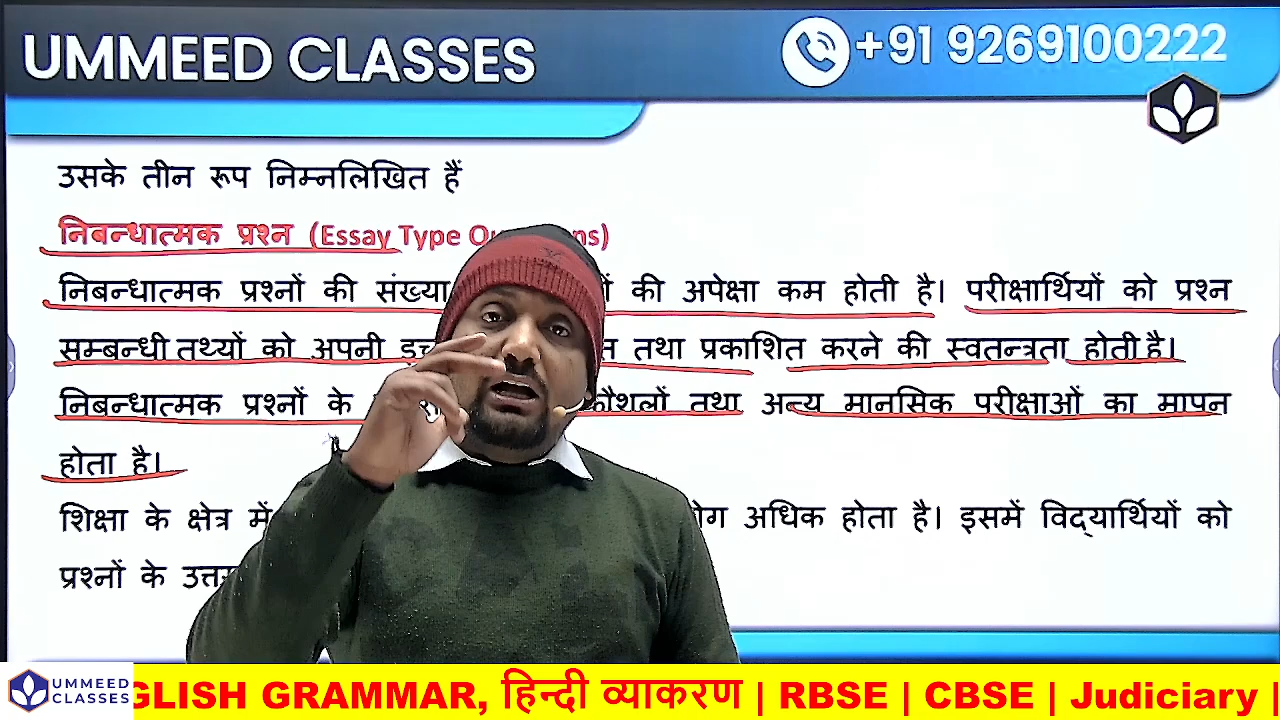 UMMEED CLASSES
+91 9269100222
उसके तीन रूप निम्नलिखित हैं
निबन्धात्मक प्रश्न (Essay Type
निबन्धात्मक प्रश्नों की संख्या की अपेक्षा कम होती है। परीक्षार्थियों को प्रश्न
सम्बन्धी तथ्यों को अपनी तथा प्रकाशित करने की स्वतन्त्रता होती है।
निबन्धात्मक प्रश्नों के तथा अन्य मानसिक परीक्षाओं का मापन
होता है।
शिक्षा के क्षेत्र में अधिक होता है। इसमें विद्यार्थियों को
प्रश्नों के
UMMEED
CLASSES
GLISH GRAMMAR, हिन्दी व्याकरण | RBSE | CBSE | Judiciary |